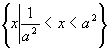 {x | 1/a² < x < a²}